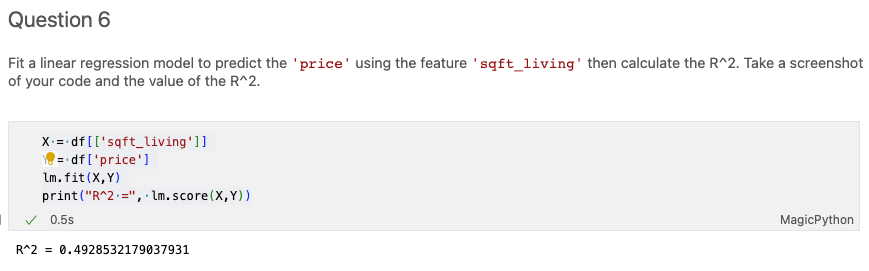 Question 6
Fit a linear regression model to predict the 'price' using the feature 'sqft_living' then calculate the R^2. Take a screenshot
of your code and the value of the R^2.
X = df[['sqft_living']]
Y = df['price']
lm.fit(X,Y)
print("R^2 =", lm.score(X,Y))
0.5s
MagicPython
R^2 = 0.4928532179037931